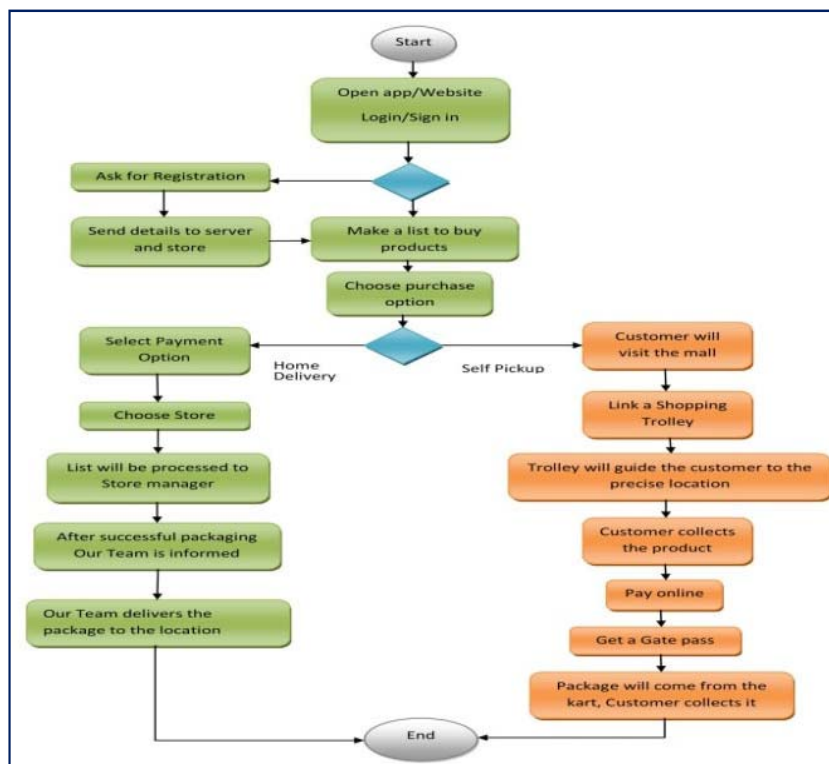 Start
Open app/Website
Login/Sign in
Ask for Registration
Send details to server
and store
Make a list to buy
products
Choose purchase
option
Select Payment
Option
Home
Delivery
Self Pickup
Customer will
visit the mall
Choose Store
Link a Shopping
Trolley
List will be processed to
Store manager
Trolley will guide the customer to the
precise location
After successful packaging
Our Team is informed
Customer collects
the product
Our Team delivers the
package to the location
Pay online
Get a Gate pass
Package will come from the
kart, Customer collects it
End